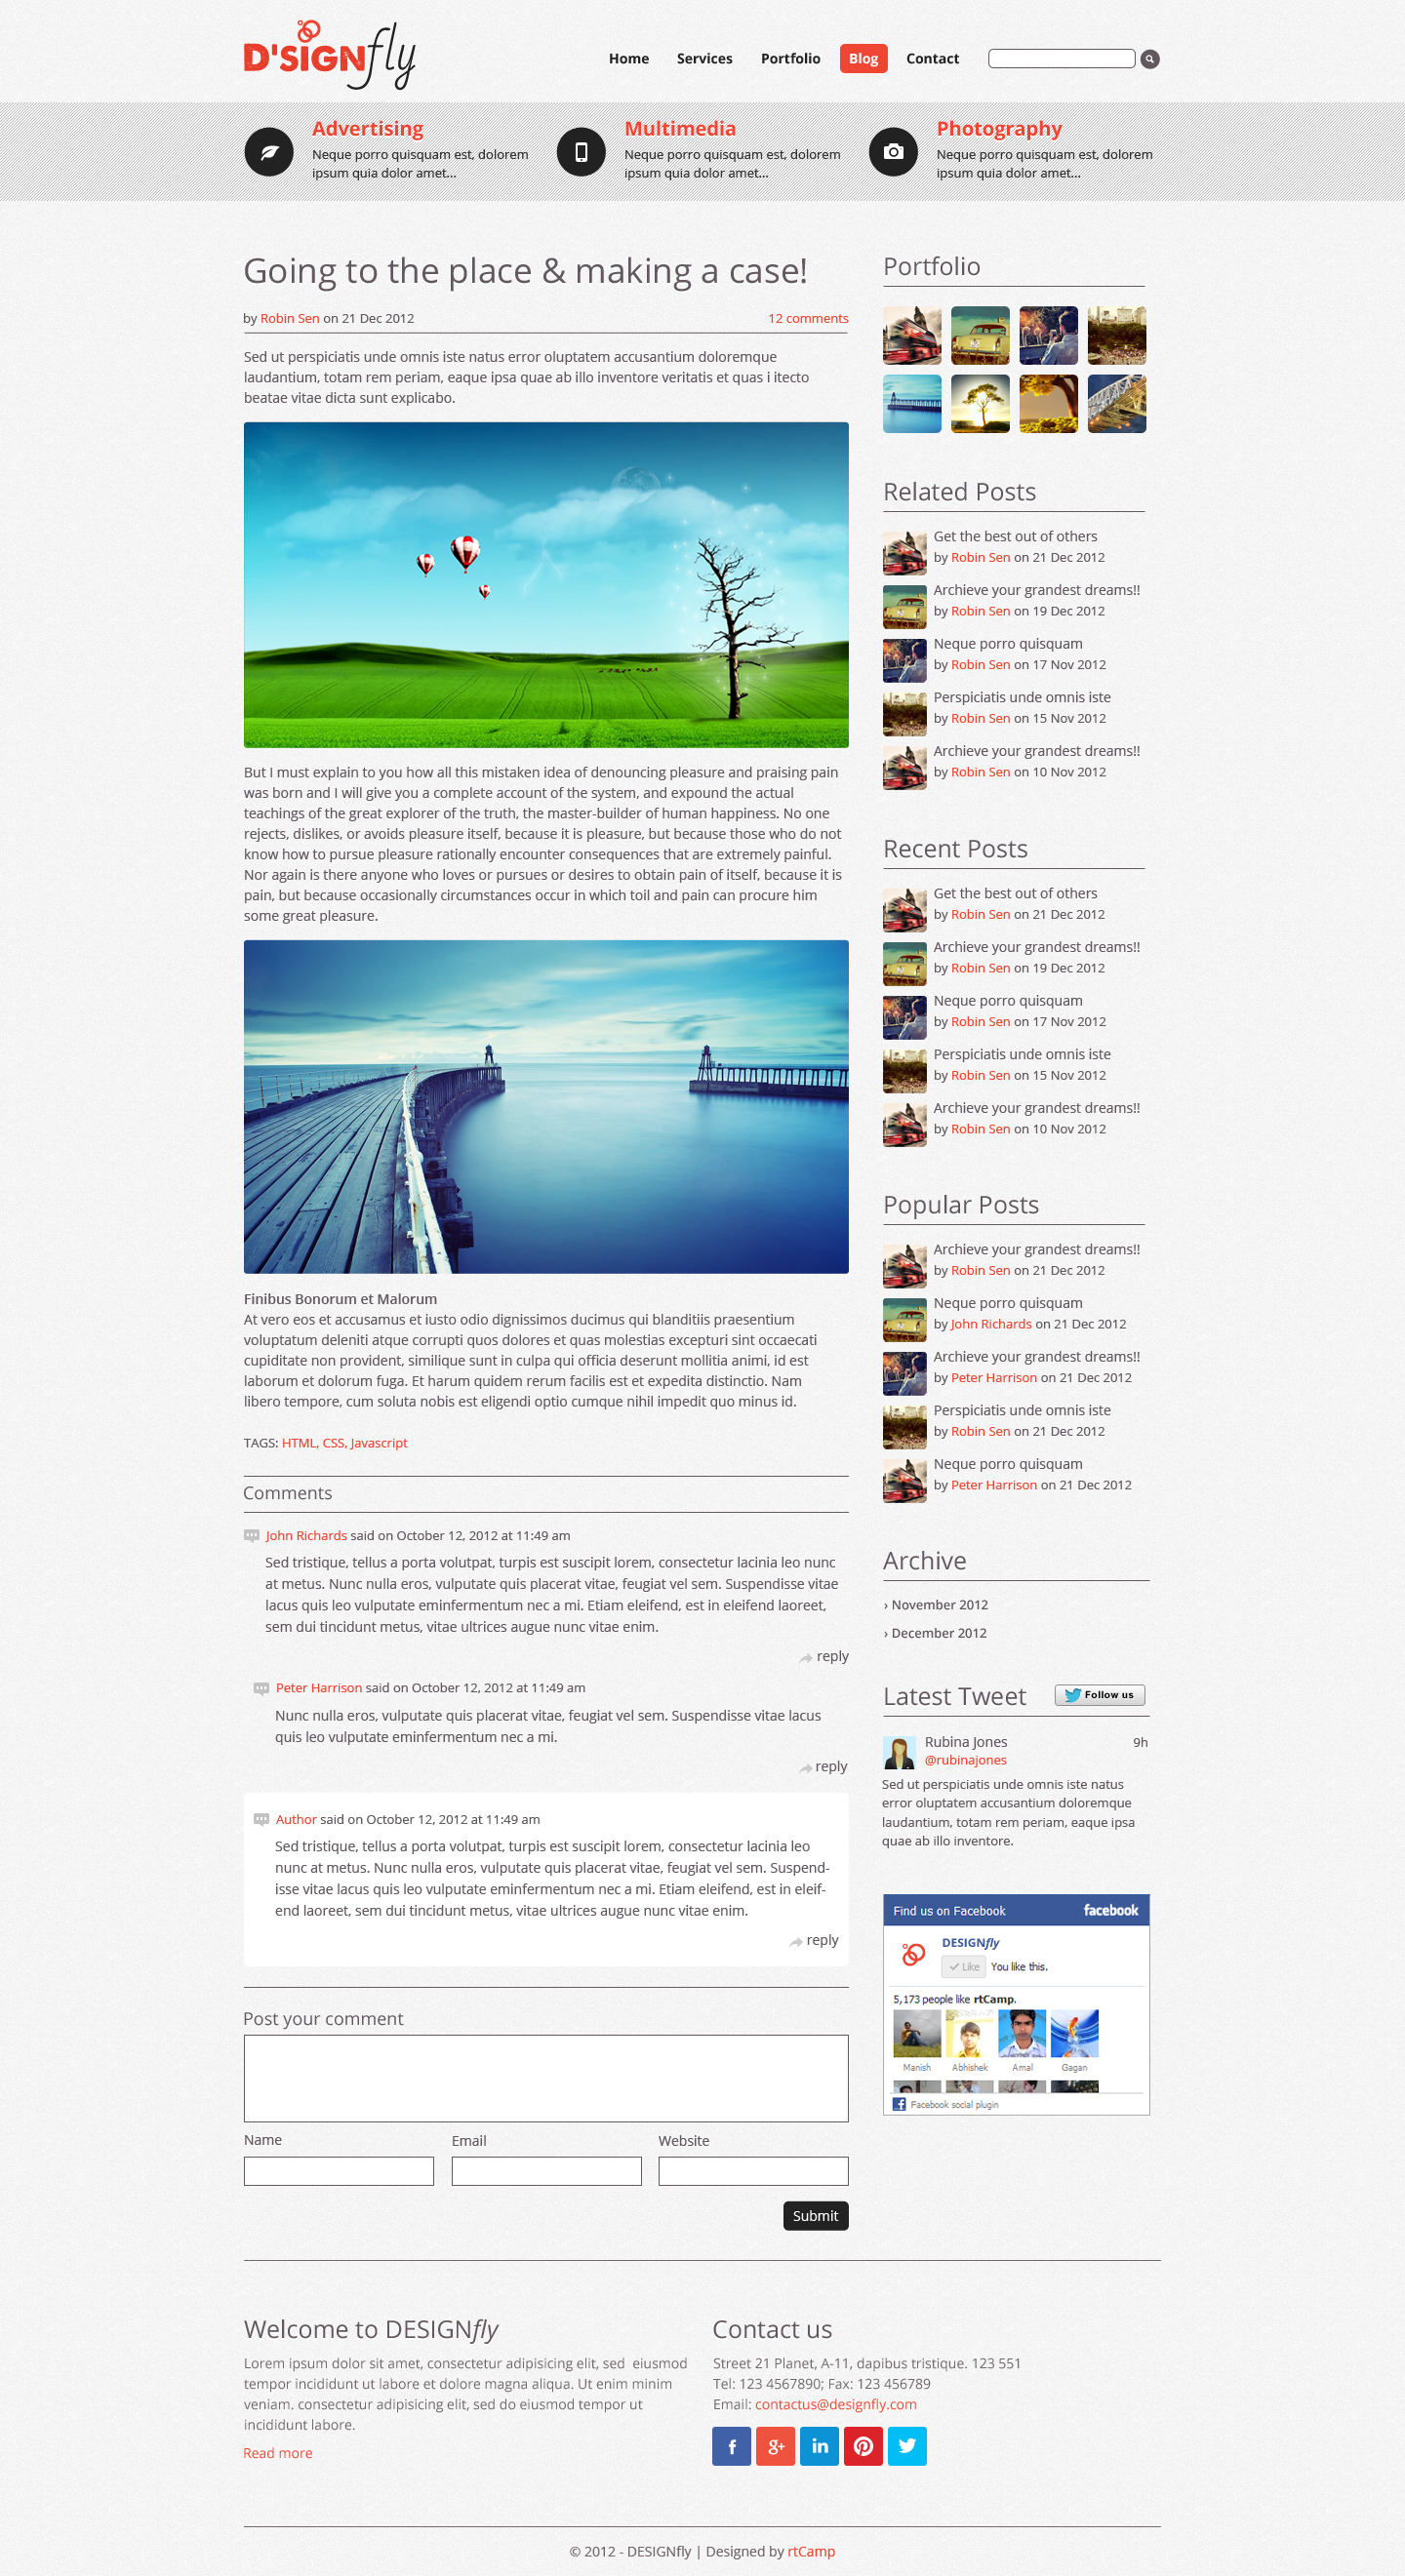 D'SIGNfly
Home Services Portfolio Blog Contact
Advertising
Neque porro quisquam est, dolorem
ipsum quia dolor amet...
Multimedia
Neque porro quisquam est, dolorem
ipsum quia dolor amet...
Photography
Neque porro quisquam est, dolorem
ipsum quia dolor amet...
Going to the place & making a case!
by Robin Sen on 21 Dec 2012 12 comments
Sed ut perspiciatis unde omnis iste natus error oluptatem accusantium doloremque
laudantium, totam rem periam, eaque ipsa quae ab illo inventore veritatis et quas i itecto
beatae vitae dicta sunt explicabo.
But I must explain to you how all this mistaken idea of denouncing pleasure and praising pain
was born and I will give you a complete account of the system, and expound the actual
teachings of the great explorer of the truth, the master-builder of human happiness. No one
rejects, dislikes, or avoids pleasure itself, because it is pleasure, but because those who do not
know how to pursue pleasure rationally encounter consequences that are extremely painful.
Nor again is there anyone who loves or pursues or desires to obtain pain of itself, because it is
pain, but because occasionally circumstances occur in which toil and pain can procure him
some great pleasure.
Finibus Bonorum et Malorum
At vero eos et accusamus et iusto odio dignissimos ducimus qui blanditiis praesentium
voluptatum deleniti atque corrupti quos dolores et quas molestias excepturi sint occaecati
cupiditate non provident, similique sunt in culpa qui officia deserunt mollitia animi, id est
laborum et dolorum fuga. Et harum quidem rerum facilis est et expedita distinctio. Nam
libero tempore, cum soluta nobis est eligendi optio cumque nihil impedit quo minus id.
TAGS: HTML, CSS, Javascript
Comments
John Richards said on October 12, 2012 at 11:49 am
Sed tristique, tellus a porta volutpat, turpis est suscipit lorem, consectetur lacinia leo nunc
at metus. Nunc nulla eros, vulputate quis placerat vitae, feugiat vel sem. Suspendisse vitae
lacus quis leo vulputate eminfermentum nec a mi. Etiam eleifend, est in eleifend laoreet,
sem dui tincidunt metus, vitae ultrices augue nunc vitae enim.
reply
Peter Harrison said on October 12, 2012 at 11:49 am
Nunc nulla eros, vulputate quis placerat vitae, feugiat vel sem. Suspendisse vitae lacus
quis leo vulputate eminfermentum nec a mi.
reply
Author said on October 12, 2012 at 11:49 am
Sed tristique, tellus a porta volutpat, turpis est suscipit lorem, consectetur lacinia leo
nunc at metus. Nunc nulla eros, vulputate quis placerat vitae, feugiat vel sem. Suspend-
isse vitae lacus quis leo vulputate eminfermentum nec a mi. Etiam eleifend, est in eleif-
end laoreet, sem dui tincidunt metus, vitae ultrices augue nunc vitae enim.
reply
Post your comment
Name Email Website
Submit
Portfolio
Related Posts
Get the best out of others
by Robin Sen on 21 Dec 2012
Archieve your grandest dreams!!
by Robin Sen on 19 Dec 2012
Neque porro quisquam
by Robin Sen on 17 Nov 2012
Perspiciatis unde omnis iste
by Robin Sen on 15 Nov 2012
Archieve your grandest dreams!!
by Robin Sen on 10 Nov 2012
Recent Posts
Get the best out of others
by Robin Sen on 21 Dec 2012
Archieve your grandest dreams!!
by Robin Sen on 19 Dec 2012
Neque porro quisquam
by Robin Sen on 17 Nov 2012
Perspiciatis unde omnis iste
by Robin Sen on 15 Nov 2012
Archieve your grandest dreams!!
by Robin Sen on 10 Nov 2012
Popular Posts
Archieve your grandest dreams!!
by Robin Sen on 21 Dec 2012
Neque porro quisquam
by John Richards on 21 Dec 2012
Archieve your grandest dreams!!
by Peter Harrison on 21 Dec 2012
Perspiciatis unde omnis iste
by Robin Sen on 21 Dec 2012
Neque porro quisquam
by Peter Harrison on 21 Dec 2012
Archive
› November 2012
› December 2012
Latest Tweet Follow us
Rubina Jones 9h
@rubinajones
Sed ut perspiciatis unde omnis iste natus
error oluptatem accusantium doloremque
laudantium, totam rem periam, eaque ipsa
quae ab illo inventore.
Find us on Facebook facebook
DESIGNfly
Like You like this.
5,173 people like rtCamp.
Manish Abhishek Amal Gagan
Facebook social plugin
Welcome to DESIGNfly
Lorem ipsum dolor sit amet, consectetur adipisicing elit, sed eiusmod
tempor incididunt ut labore et dolore magna aliqua. Ut enim minim
veniam. consectetur adipisicing elit, sed do eiusmod tempor ut
incididunt labore.
Read more
Contact us
Street 21 Planet, A-11, dapibus tristique. 123 551
Tel: 123 4567890; Fax: 123 456789
Email: contactus@designfly.com
© 2012 - DESIGNfly | Designed by rtCamp